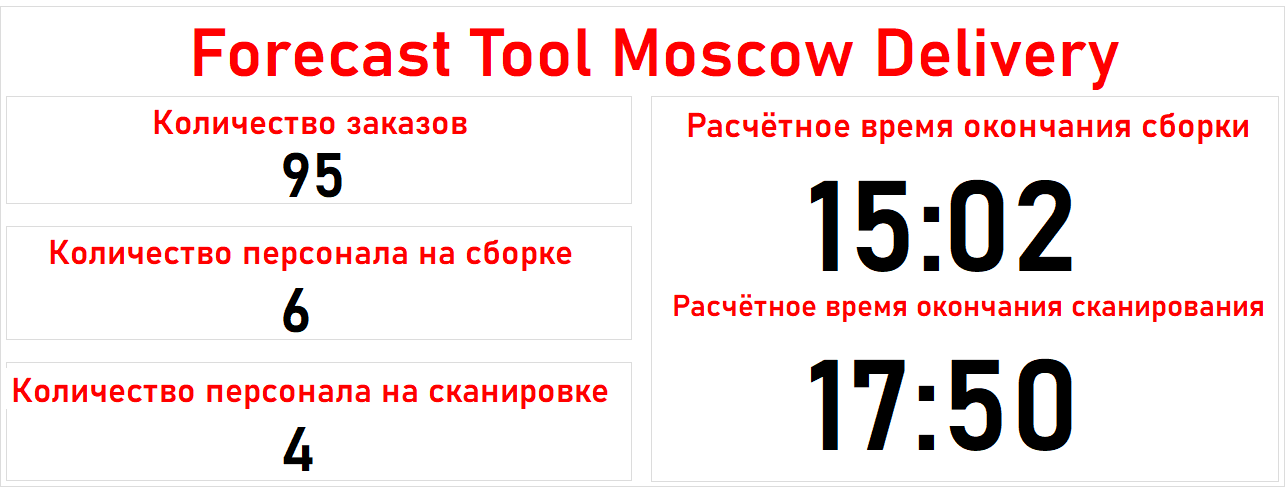 Forecast Tool Moscow Delivery
Количество заказов
95
Количество персонала на сборке
6
Количество персонала на сканировке
4
Расчётное время окончания сборки
15:02
Расчётное время окончания сканирования
17:50